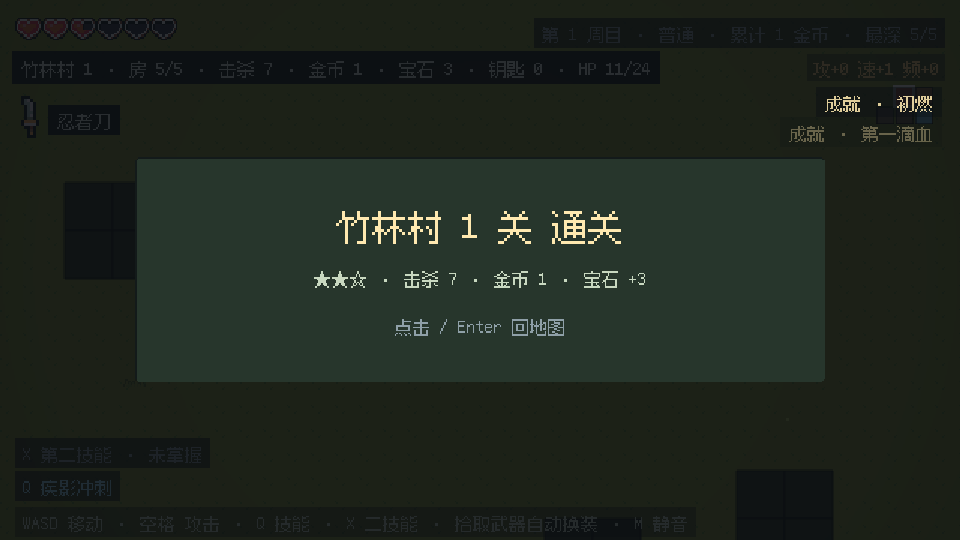 第 1 周目 · 普通 · 累计 1 金币 · 最深 5/5
竹林村 1 · 房 5/5 · 击杀 7 · 金币 1 · 宝石 3 · 钥匙 0 · HP 11/24
攻+0 速+1 频+0
成就 · 初燃
忍者刀
成就 · 第一滴血
竹林村 1 关 通关
★★☆ · 击杀 7 · 金币 1 · 宝石 +3
点击 / Enter 回地图
X 第二技能 · 未掌握
Q 疾影冲刺
WASD 移动 · 空格 攻击 · Q 技能 · X 二技能 · 拾取武器自动换装 · M 静音